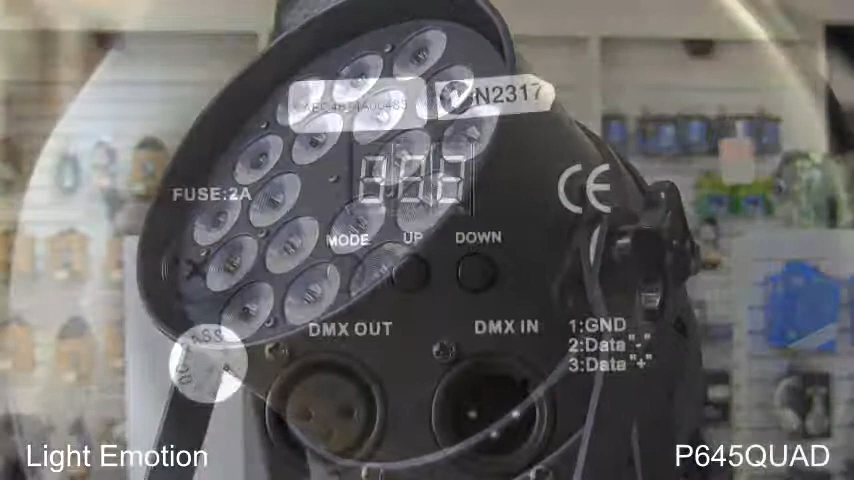 N2317
FUSE:2A
MODE
UP
DOWN
CE
DMX OUT
DMX IN
1:GND
2:Data"-"
3:Data"+"
Light Emotion
P645QUAD